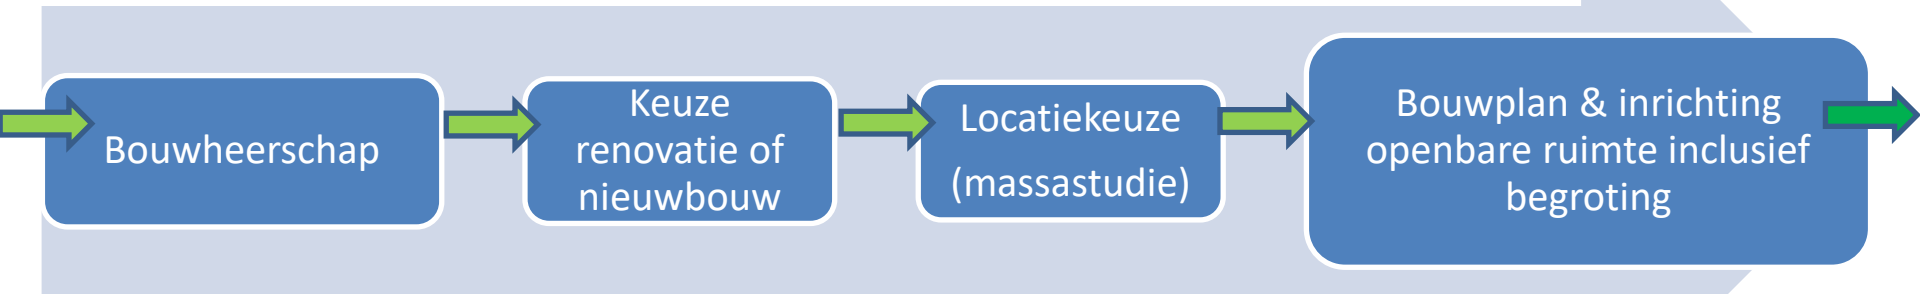 Bouwheerschap
Keuze
renovatie of
nieuwbouw
Locatiekeuze
(massastudie)
Bouwplan & inrichting
openbare ruimte inclusief
begroting